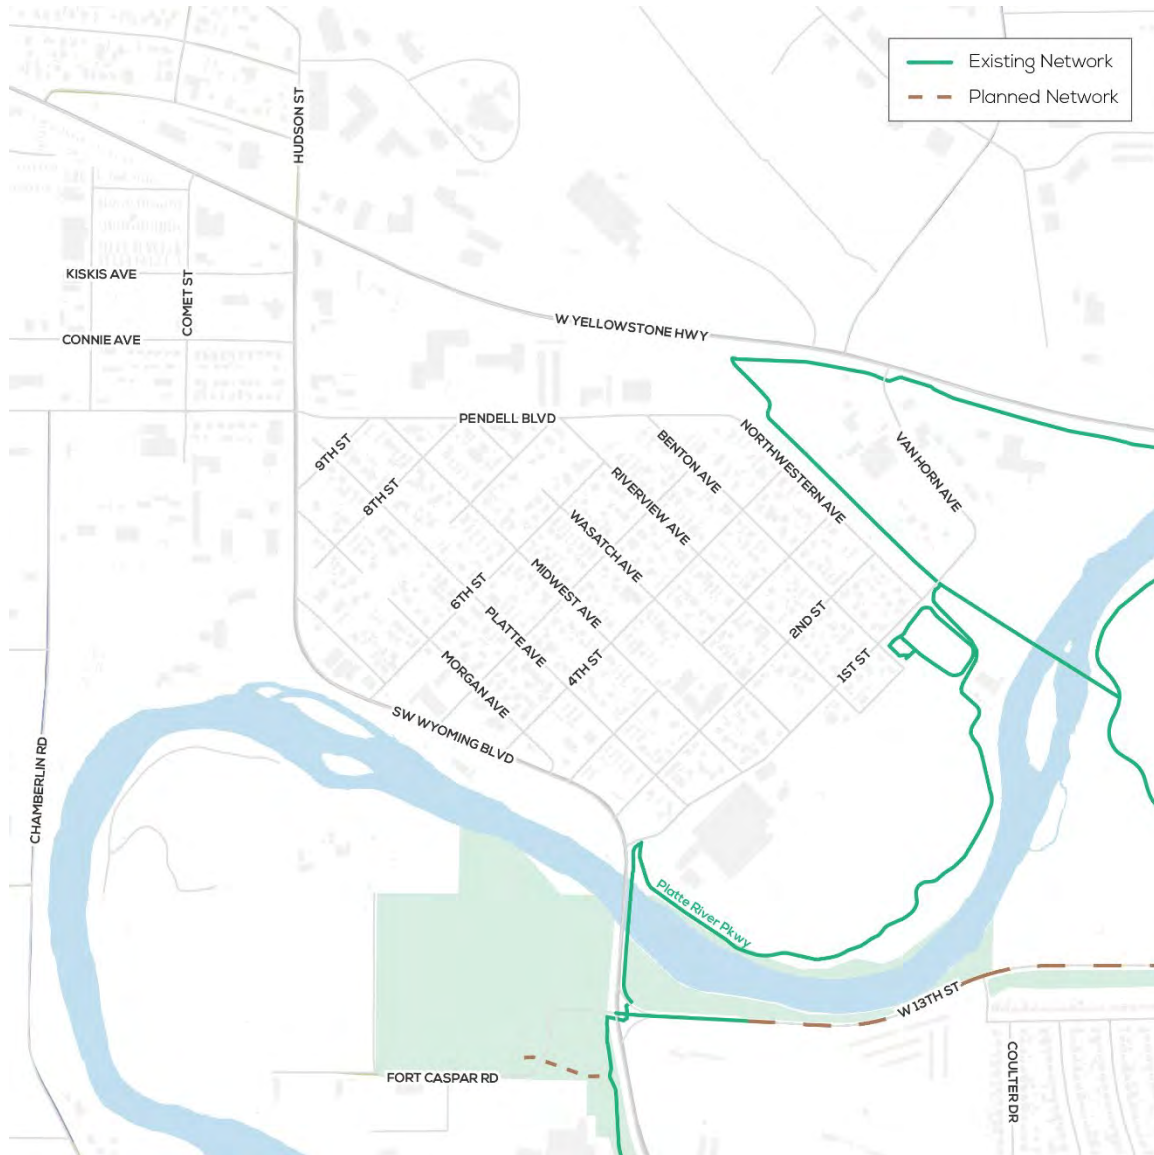 Existing Network
Planned Network
HUDSON ST
KISKIS AVE
COMET ST
CONNIE AVE
W YELLOWSTONE HWY
PENDELL BLVD
9TH ST
8TH ST
BENTON AVE
NORTHWESTERN AVE
VAN HORN AVE
RIVERVIEW AVE
WASATCH AVE
MIDWEST AVE
6TH ST
PLATTE AVE
2ND ST
1ST ST
4TH ST
MORGAN AVE
SW WYOMING BLVD
CHAMBERLIN RD
Platte River Pkwy
W 13TH ST
FORT CASPAR RD
COULTER DR